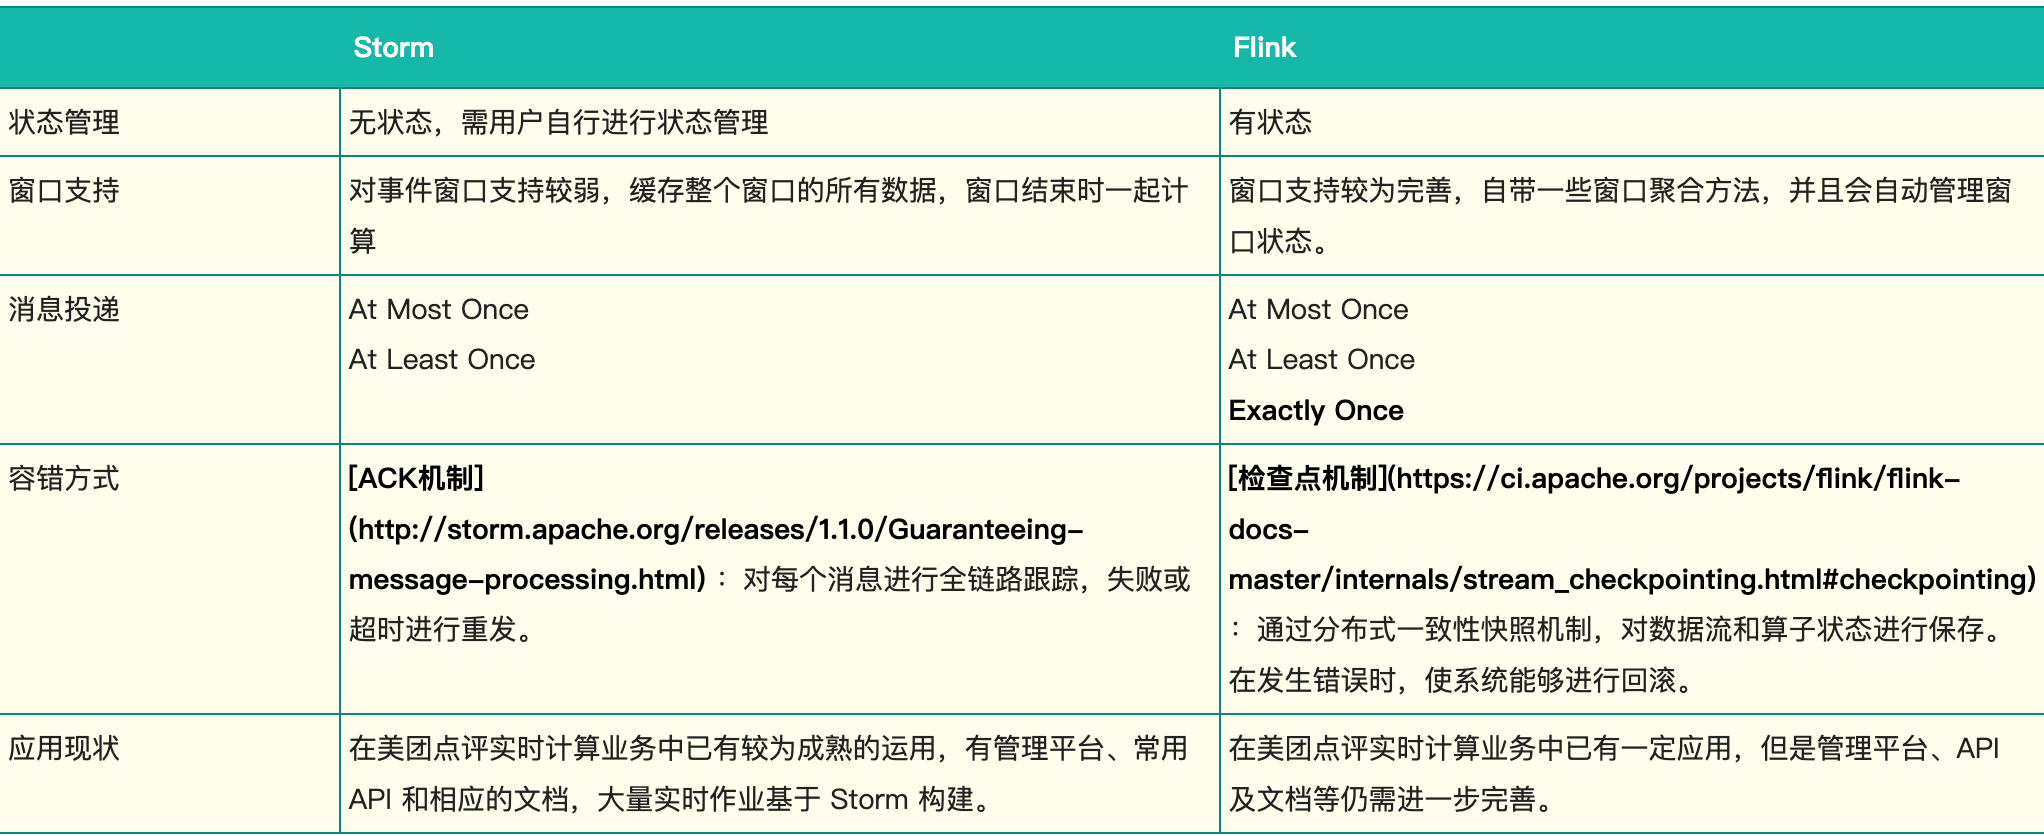 Storm
Flink
状态管理
无状态，需用户自行进行状态管理
有状态
窗口支持
对事件窗口支持较弱，缓存整个窗口的所有数据，窗口结束时一起计
算
窗口支持较为完善，自带一些窗口聚合方法，并且会自动管理窗
口状态。
消息投递
At Most Once
At Least Once
At Most Once
At Least Once
Exactly Once
容错方式
[ACK机制]
(http://storm.apache.org/releases/1.1.0/Guaranteeing-
message-processing.html) ：对每个消息进行全链路跟踪，失败或
超时进行重发。
[检查点机制](https://ci.apache.org/projects/flink/flink-
docs-
master/internals/stream_checkpointing.html#checkpointing)
：通过分布式一致性快照机制，对数据流和算子状态进行保存。
在发生错误时，使系统能够进行回滚。
应用现状
在美团点评实时计算业务中已有较为成熟的运用，有管理平台、常用
API 和相应的文档，大量实时作业基于 Storm 构建。
在美团点评实时计算业务中已有一定应用，但是管理平台、API
及文档等仍需进一步完善。